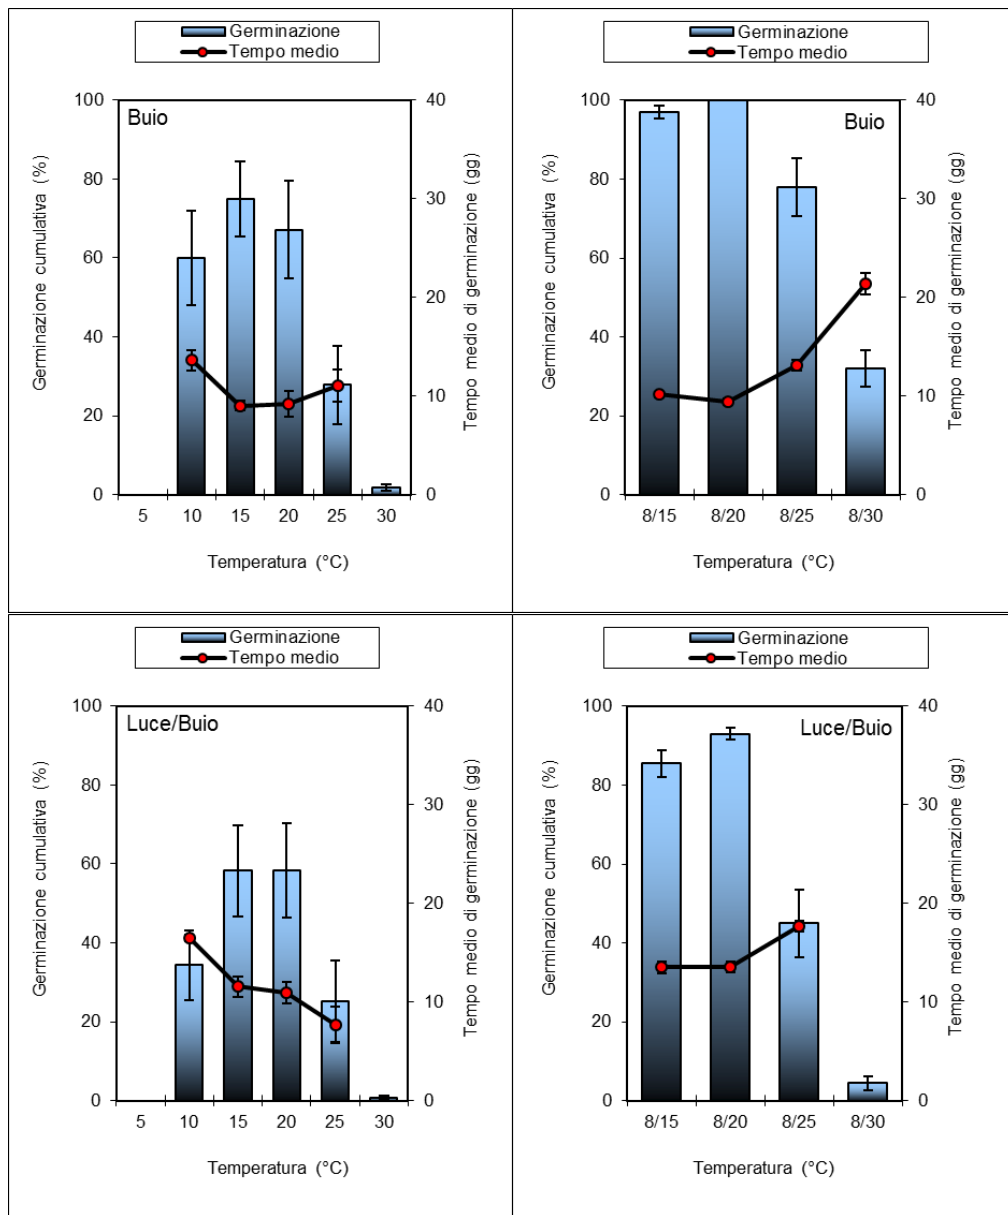 Germinazione
Tempo medio
Buio
100
80
60
40
20
0
40
30
20
10
0
Germinazione cumulativa (%)
Tempo medio di germinazione (gg)
5 10 15 20 25 30
Temperatura (°C)
Germinazione
Tempo medio
Buio
100
80
60
40
20
0
40
30
20
10
0
Germinazione cumulativa (%)
Tempo medio di germinazione (gg)
8/15 8/20 8/25 8/30
Temperatura (°C)
Germinazione
Tempo medio
Luce/Buio
100
80
60
40
20
0
40
30
20
10
0
Germinazione cumulativa (%)
Tempo medio di germinazione (gg)
5 10 15 20 25 30
Temperatura (°C)
Germinazione
Tempo medio
Luce/Buio
100
80
60
40
20
0
40
30
20
10
0
Germinazione cumulativa (%)
Tempo medio di germinazione (gg)
8/15 8/20 8/25 8/30
Temperatura (°C)